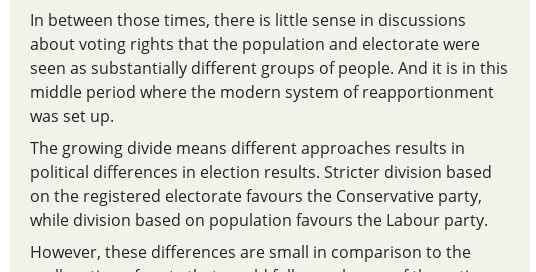 In between those times, there is little sense in discussions
about voting rights that the population and electorate were
seen as substantially different groups of people. And it is in this
middle period where the modern system of reapportionment
was set up.
The growing divide means different approaches results in
political differences in election results. Stricter division based
on the registered electorate favours the Conservative party,
while division based on population favours the Labour party.
However, these differences are small in comparison to the